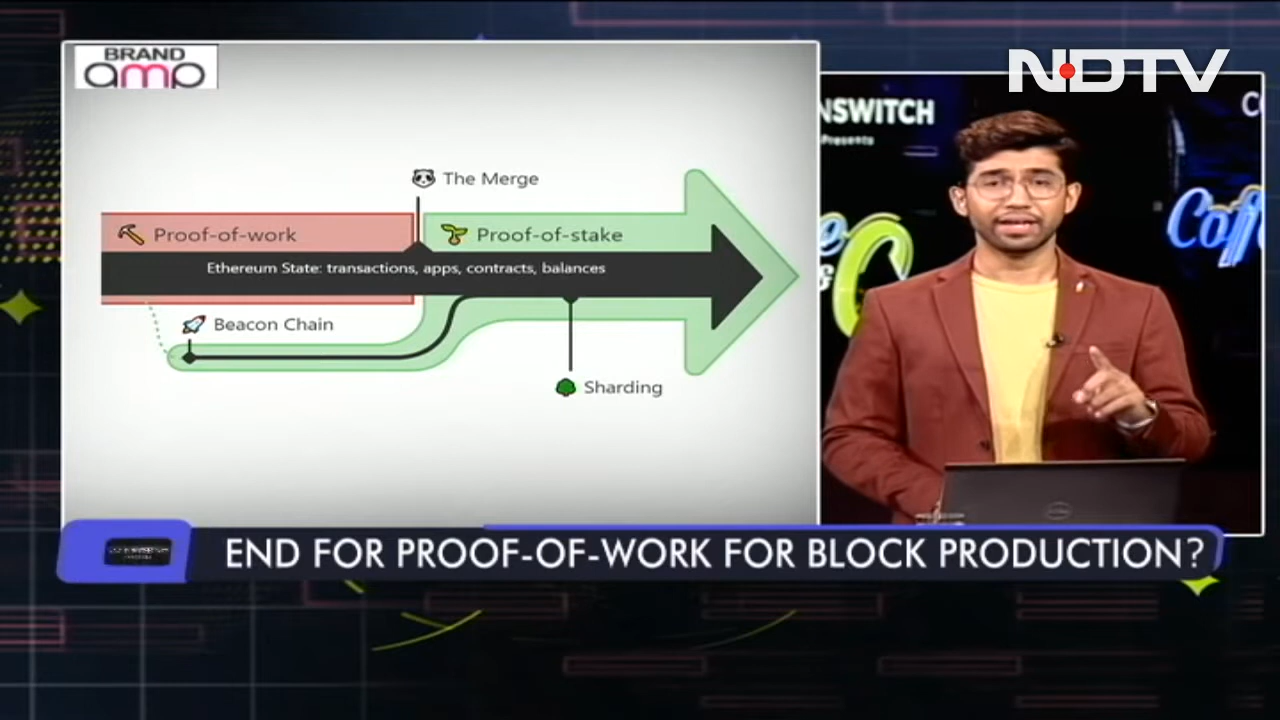 BRAND
amp
NDTV
NSWITCH
Presents
The Merge
Proof-of-work
Proof-of-stake
Ethereum State: transactions, apps, contracts, balances
Beacon Chain
Sharding
END FOR PROOF-OF-WORK FOR BLOCK PRODUCTION?